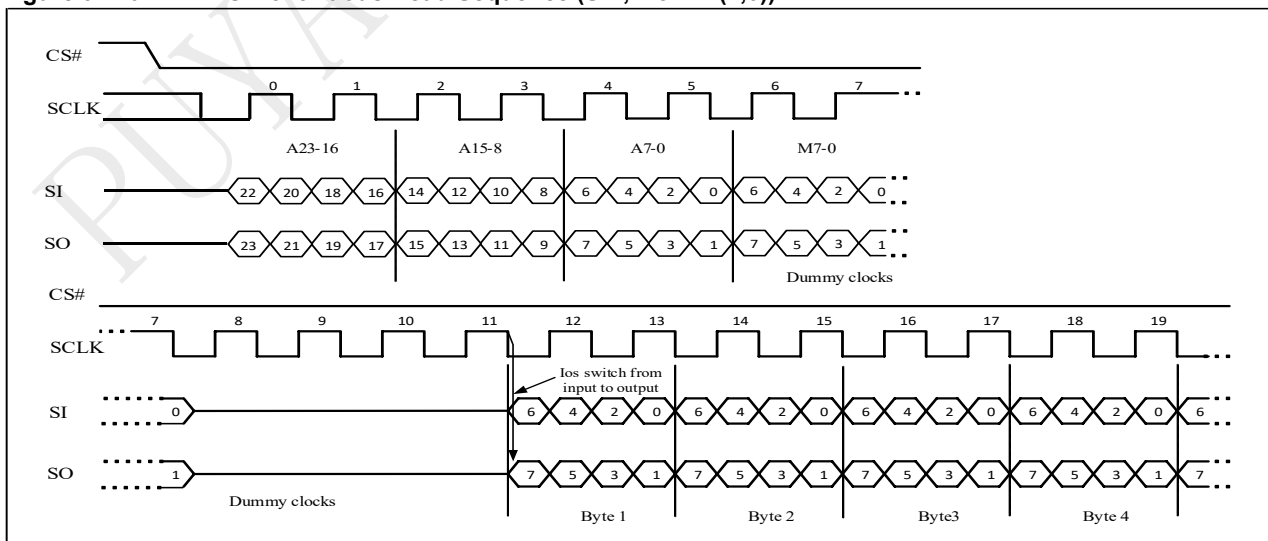 CS#
0 1 2 3 4 5 6 7
SCLK
A23-16 A15-8 A7-0 M7-0
SI 22 20 18 16 14 12 10 8 6 4 2 0 6 4 2 0
SO 23 21 19 17 15 13 11 9 7 5 3 1 7 5 3 1
Dummy clocks
CS#
7 8 9 10 11 12 13 14 15 16 17 18 19
SCLK
Ios switch from
input to output
SI 0 6 4 2 0 6 4 2 0 6 4 2 0 6 4 2 0 6
SO 1 7 5 3 1 7 5 3 1 7 5 3 1 7 5 3 1 7
Dummy clocks
Byte 1 Byte 2 Byte3 Byte 4
PUYA